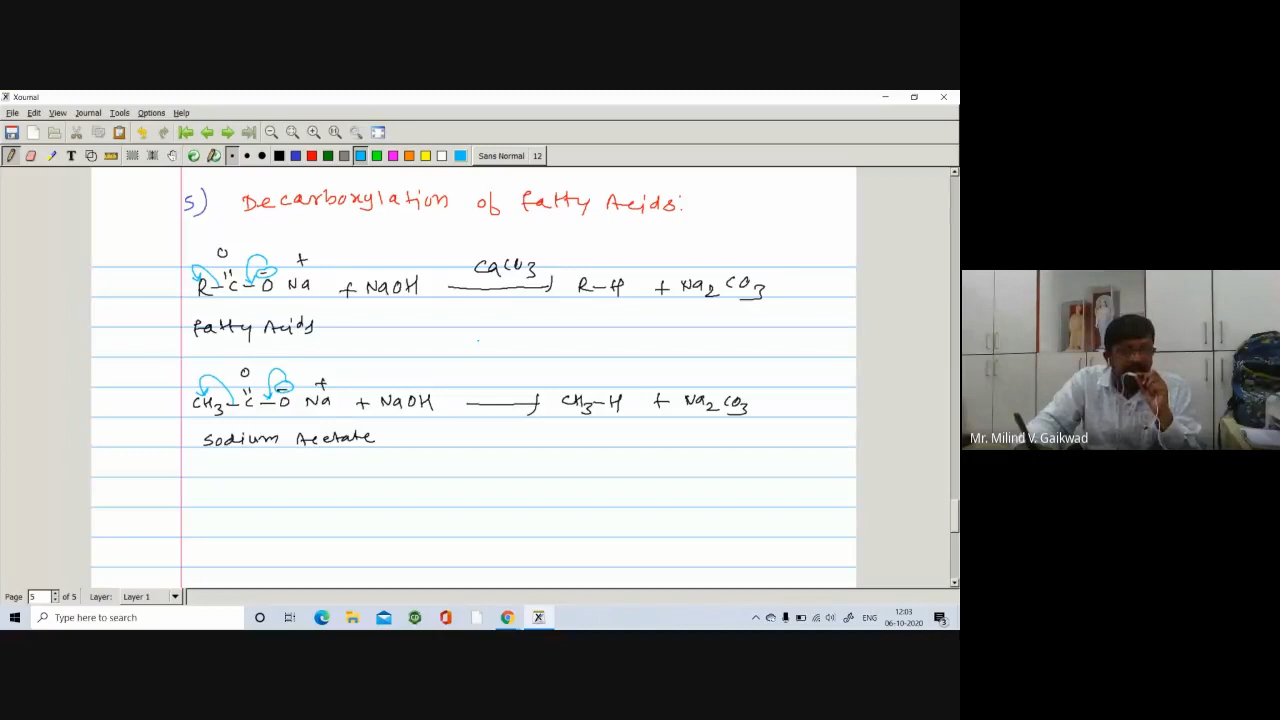 Xournal
File Edit View Journal Tools Options Help
Sans Normal 12
5) Decarboxylation of Fatty Acids:
O +
R-C-O Na + NaOH CaCO3 R-H + Na2CO3
Fatty Acids
O +
CH3-C-O Na + NaOH CH3-H + Na2CO3
Sodium Acetate
Mr. Milind V. Gaikwad
Page 5 of 5 Layer: Layer 1
Type here to search
ENG
12:03
06-10-2020
3